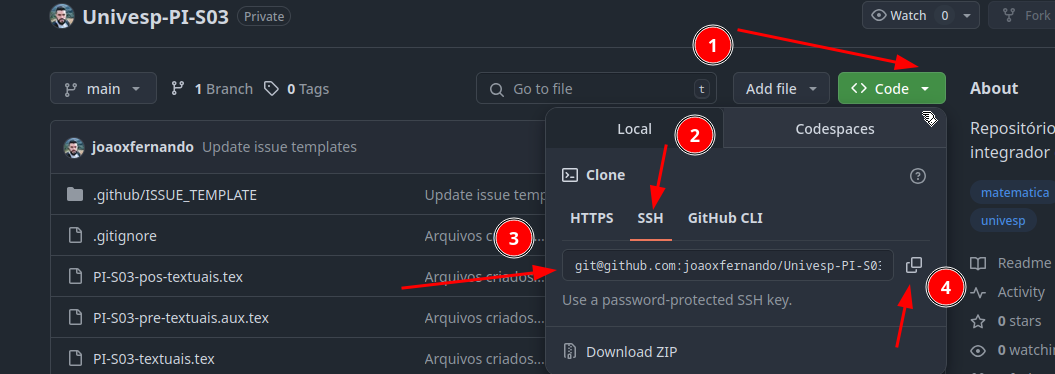 Univesp-PI-S03 Private
Watch 0 Fork
1
main 1 Branch 0 Tags
Go to file t Add file Code About
Local 2 Codespaces
Repositório
integrador
joaoxfernando Update issue templates
Clone
.github/ISSUE_TEMPLATE Update issue temp
matematica
HTTPS SSH GitHub CLI
univesp
.gitignore Arquivos c 3 ...
git@github.com:joaoxfernando/Univesp-PI-S03
Readme
PI-S03-pos-textuais.tex Arquivos criados...
4 Activity
Use a password-protected SSH key.
PI-S03-pre-textuais.aux.tex Arquivos criados...
0 stars
Download ZIP
0 watchin
PI-S03-textuais.tex Arquivos criados...